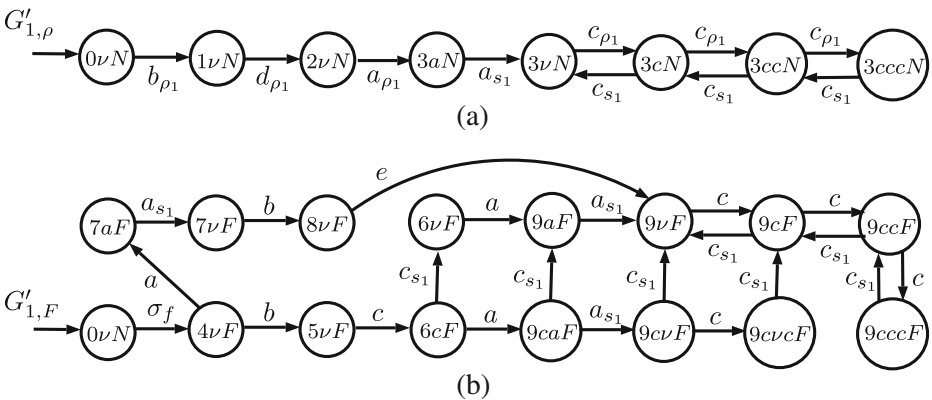 G′₁,ρ
0νN 1νN 2νN 3aN 3νN 3cN 3ccN 3cccN
b_ρ₁ d_ρ₁ a_ρ₁ a_s₁ c_ρ₁ c_ρ₁ c_ρ₁
c_s₁ c_s₁ c_s₁
(a)
e
7aF a_s₁ 7νF b 8νF 6νF a 9aF a_s₁ 9νF c 9cF c 9ccF
c_s₁ c_s₁
a c_s₁ c_s₁ c_s₁ c_s₁ c_s₁ c
G′₁,F
0νN σ_f 4νF b 5νF c 6cF a 9caF a_s₁ 9cνF c 9cνcF 9cccF
(b)